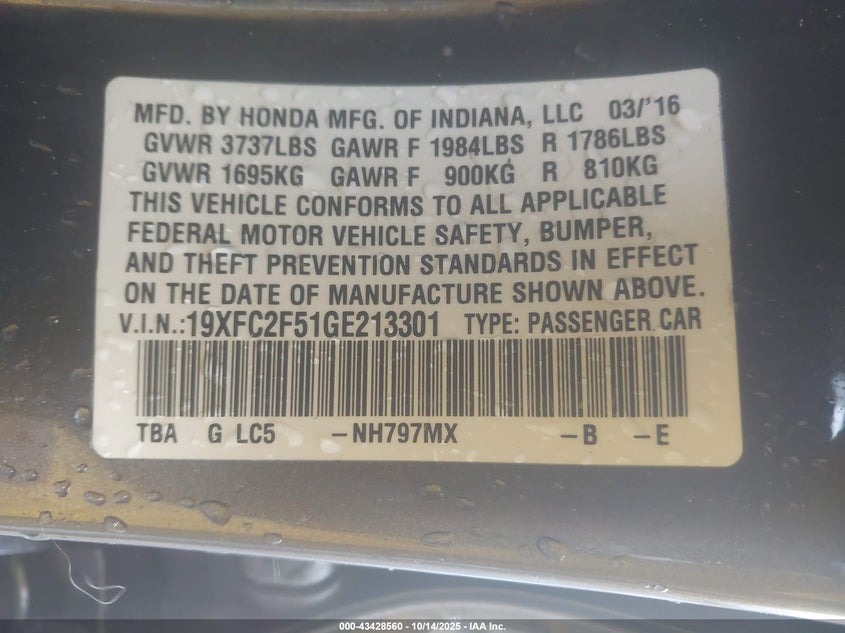 MFD. BY HONDA MFG. OF INDIANA, LLC 03/'16
GVWR 3737LBS GAWR F 1984LBS R 1786LBS
GVWR 1695KG GAWR F 900KG R 810KG
THIS VEHICLE CONFORMS TO ALL APPLICABLE
FEDERAL MOTOR VEHICLE SAFETY, BUMPER,
AND THEFT PREVENTION STANDARDS IN EFFECT
ON THE DATE OF MANUFACTURE SHOWN ABOVE.
V.I.N.:19XFC2F51GE213301 TYPE: PASSENGER CAR
TBA G LC5 -NH797MX -B -E
000-43428560 - 10/14/2025 - IAA Inc.